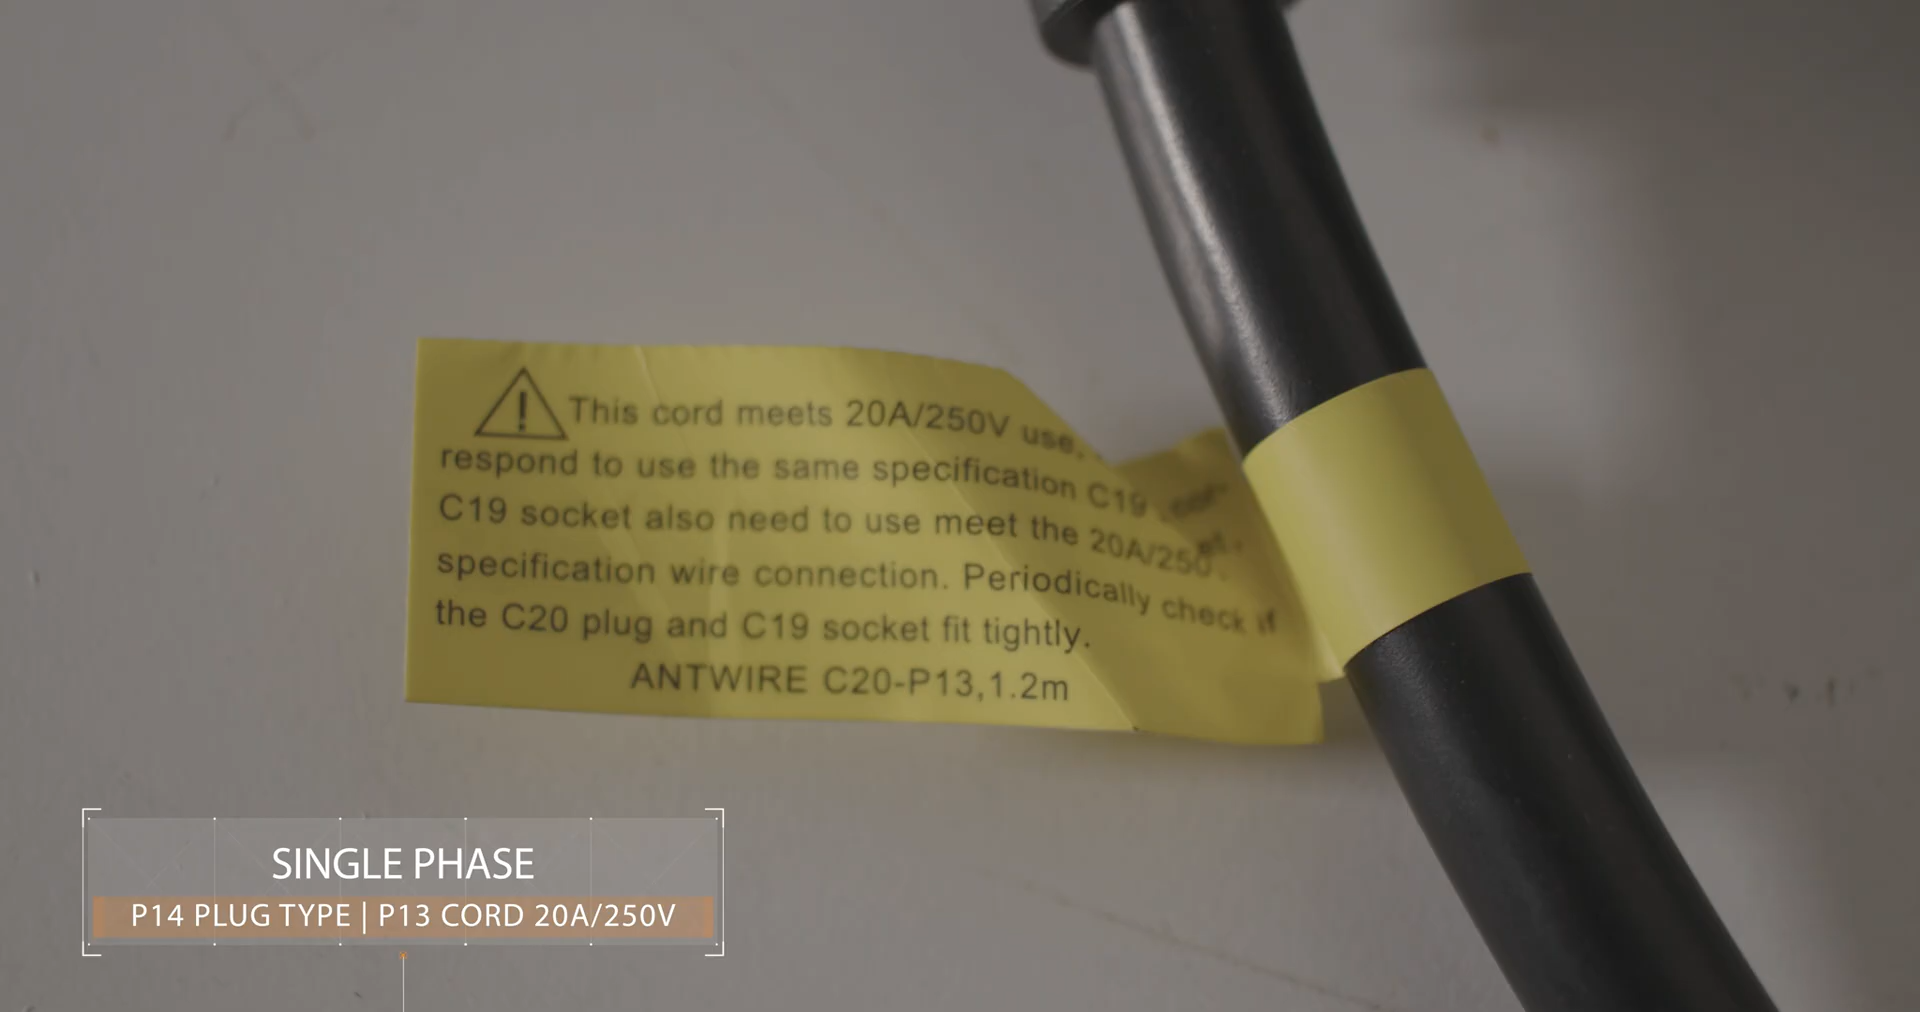 This cord meets 20A/250V use,
respond to use the same specification C19
C19 socket also need to use meet the 20A/250
specification wire connection. Periodically check if
the C20 plug and C19 socket fit tightly.
ANTWIRE C20-P13,1.2m
SINGLE PHASE
P14 PLUG TYPE | P13 CORD 20A/250V